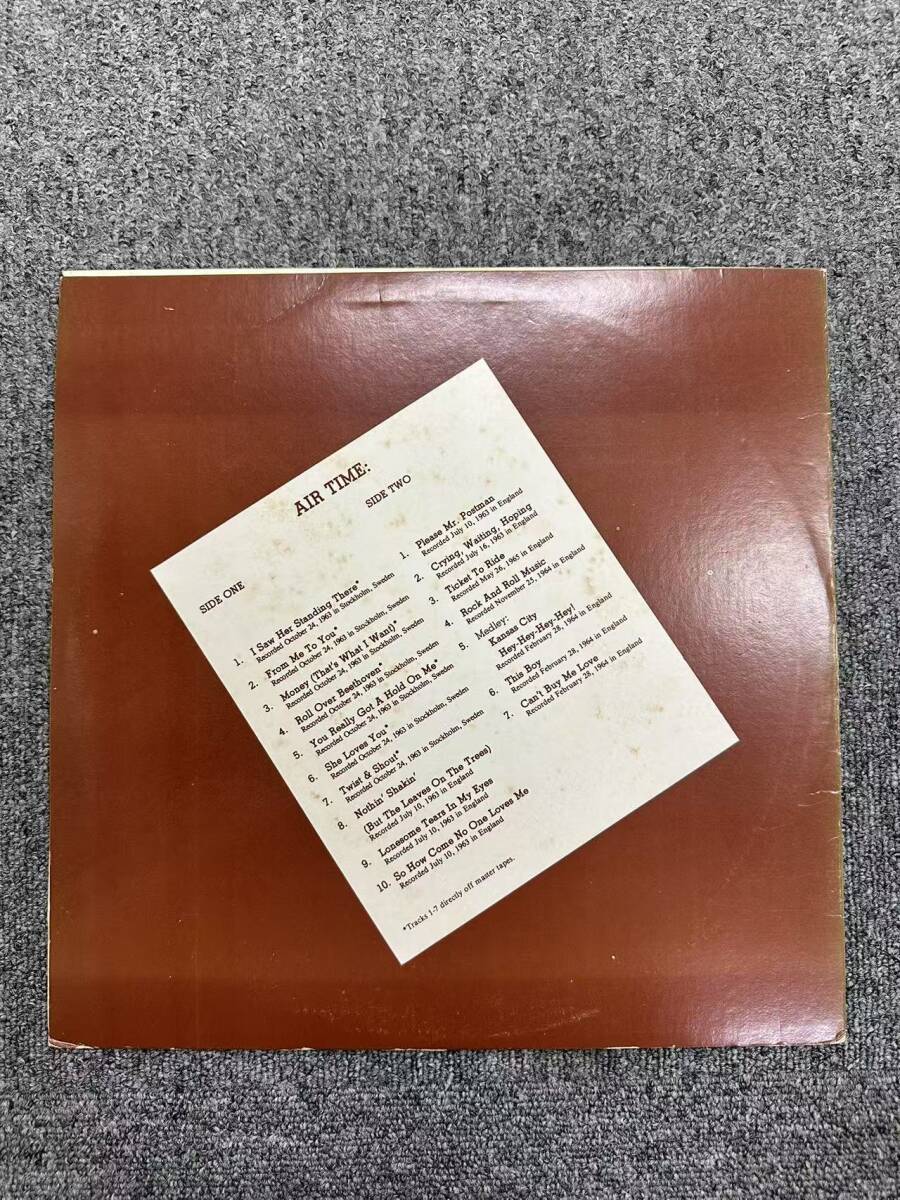 AIR TIME:
SIDE ONE
1. I Saw Her Standing There*
Recorded October 24, 1963 in Stockholm, Sweden
2. From Me To You*
Recorded October 24, 1963 in Stockholm, Sweden
3. Money (That's What I Want)*
Recorded October 24, 1963 in Stockholm, Sweden
4. Roll Over Beethoven*
Recorded October 24, 1963 in Stockholm, Sweden
5. You Really Got A Hold On Me*
Recorded October 24, 1963 in Stockholm, Sweden
6. She Loves You*
Recorded October 24, 1963 in Stockholm, Sweden
7. Twist & Shout*
Recorded October 24, 1963 in Stockholm, Sweden
8. Nothin' Shakin'
(But The Leaves On The Trees)
Recorded July 10, 1963 in England
9. Lonesome Tears In My Eyes
Recorded July 10, 1963 in England
10. So How Come No One Loves Me
Recorded July 10, 1963 in England
*Tracks 1-7 directly off master tapes.
SIDE TWO
1. Please Mr. Postman
Recorded July 10, 1963 in England
2. Crying, Waiting, Hoping
Recorded July 16, 1963 in England
3. Ticket To Ride
Recorded May 26, 1965 in England
4. Rock And Roll Music
Recorded November 25, 1964 in England
5. Medley:
Kansas City
Hey-Hey-Hey-Hey!
Recorded February 28, 1964 in England
6. This Boy
Recorded February 28, 1964 in England
7. Can't Buy Me Love
Recorded February 28, 1964 in England